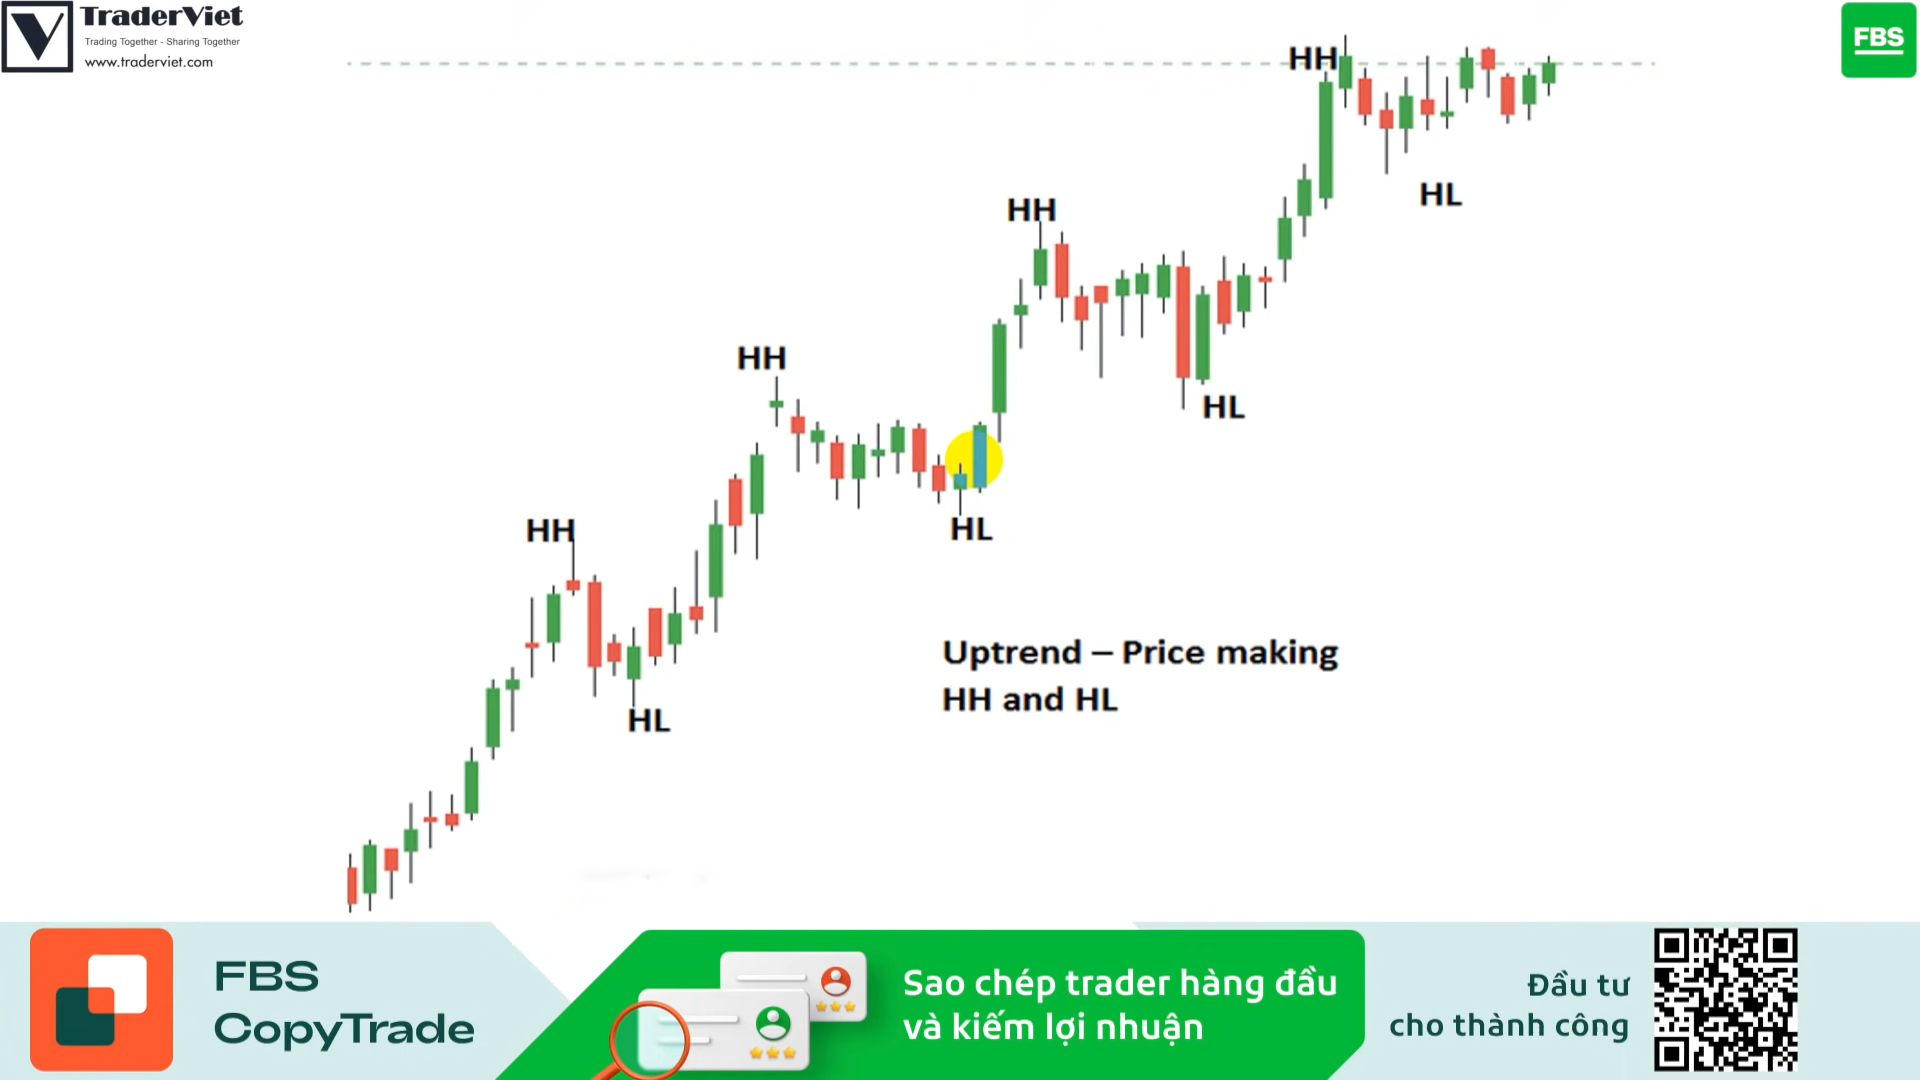 TraderViet
Trading Together - Sharing Together
www.traderviet.com
FBS
HH
HL
HH
HH
HL
HH
HL
HH
HL
Uptrend – Price making
HH and HL
FBS
CopyTrade
Sao chép trader hàng đầu
và kiếm lợi nhuận
Đầu tư
cho thành công